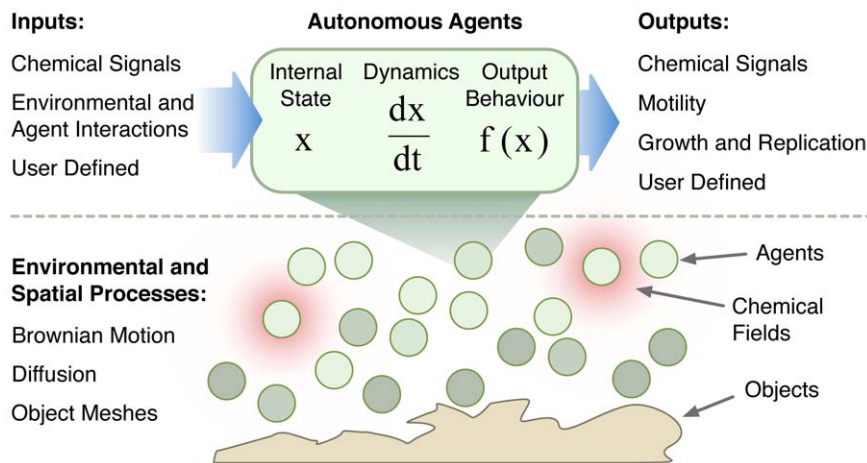 Inputs:
Chemical Signals
Environmental and
Agent Interactions
User Defined
Autonomous Agents
Internal
State
x
Dynamics
dx
dt
Output
Behaviour
f (x)
Outputs:
Chemical Signals
Motility
Growth and Replication
User Defined
Environmental and
Spatial Processes:
Brownian Motion
Diffusion
Object Meshes
Agents
Chemical
Fields
Objects